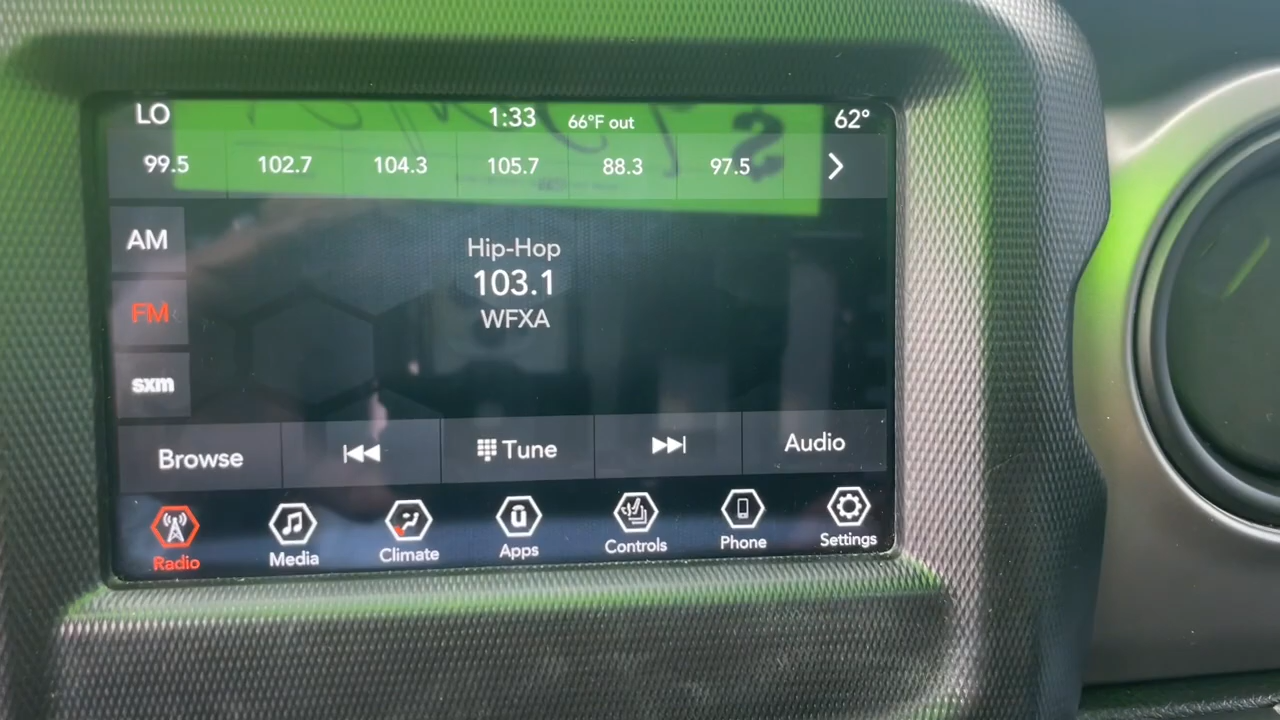 LO 1:33 66°F out 62°
99.5 102.7 104.3 105.7 88.3 97.5
AM
Hip-Hop
103.1
FM
WFXA
sxm
Browse Tune Audio
Radio Media Climate Apps Controls Phone Settings